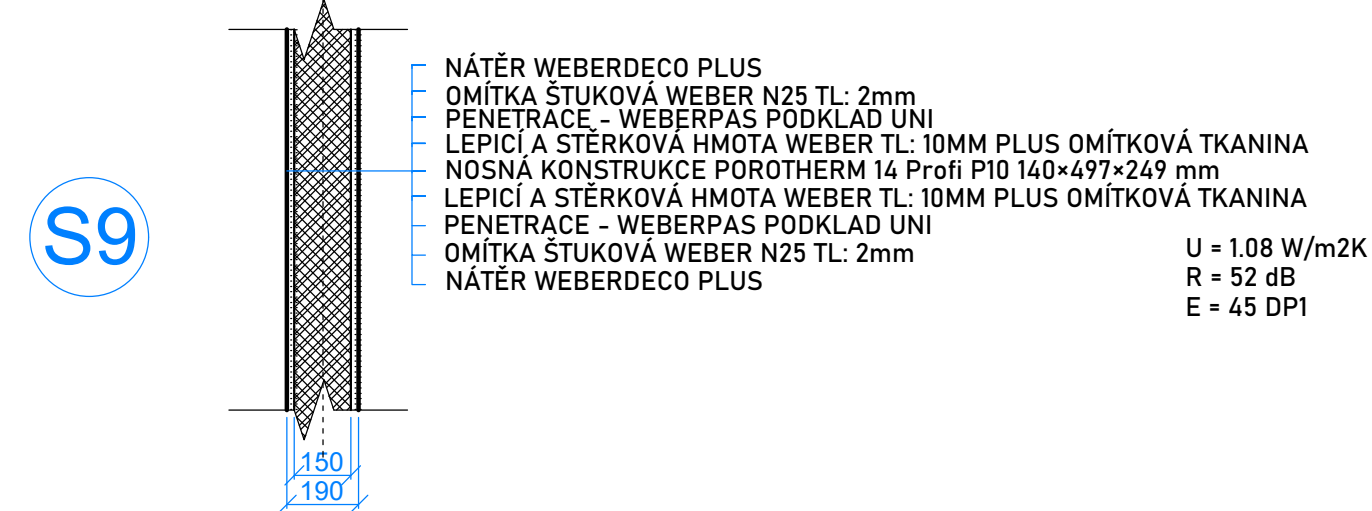 NÁTĚR WEBERDECO PLUS
OMÍTKA ŠTUKOVÁ WEBER N25 TL: 2mm
PENETRACE - WEBERPAS PODKLAD UNI
LEPICÍ A STĚRKOVÁ HMOTA WEBER TL: 10MM PLUS OMÍTKOVÁ TKANINA
NOSNÁ KONSTRUKCE POROTHERM 14 Profi P10 140×497×249 mm
LEPICÍ A STĚRKOVÁ HMOTA WEBER TL: 10MM PLUS OMÍTKOVÁ TKANINA
PENETRACE - WEBERPAS PODKLAD UNI
OMÍTKA ŠTUKOVÁ WEBER N25 TL: 2mm
NÁTĚR WEBERDECO PLUS
S9
U = 1.08 W/m2K
R = 52 dB
E = 45 DP1
150
190